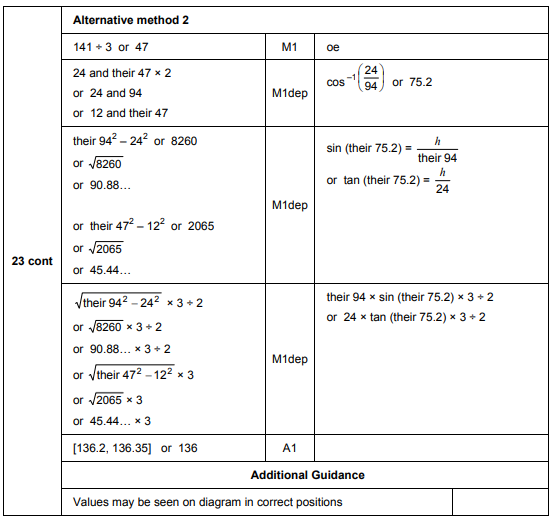 Alternative method 2
141 ÷ 3 or 47
M1
oe
24 and their 47 × 2
or 24 and 94
or 12 and their 47
M1dep
cos⁻¹(24/94) or 75.2
their 94² – 24² or 8260
or √8260
or 90.88…
or their 47² – 12² or 2065
or √2065
or 45.44…
M1dep
sin (their 75.2) = h/their 94
or tan (their 75.2) = h/24
23 cont
√(their 94² – 24²) × 3 ÷ 2
or √8260 × 3 ÷ 2
or 90.88… × 3 ÷ 2
or √(their 47² – 12²) × 3
or √2065 × 3
or 45.44… × 3
M1dep
their 94 × sin (their 75.2) × 3 ÷ 2
or 24 × tan (their 75.2) × 3 ÷ 2
[136.2, 136.35] or 136
A1
Additional Guidance
Values may be seen on diagram in correct positions